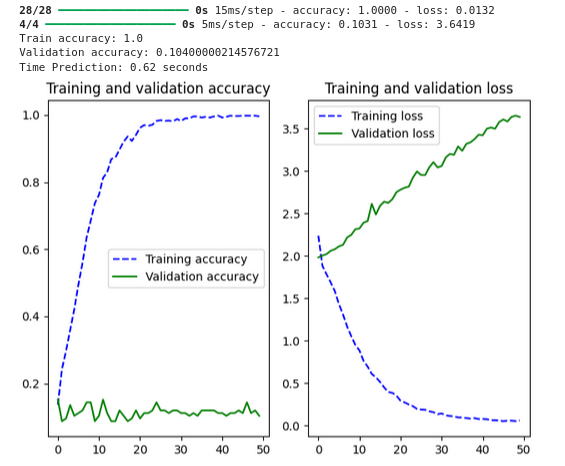 28/28 ━━━━━━━━━━━━━━━━━━━━ 0s 15ms/step - accuracy: 1.0000 - loss: 0.0132
4/4 ━━━━━━━━━━━━━━━━━━━━ 0s 5ms/step - accuracy: 0.1031 - loss: 3.6419
Train accuracy: 1.0
Validation accuracy: 0.10400000214576721
Time Prediction: 0.62 seconds
Training and validation accuracy
1.0
0.8
0.6
0.4
0.2
Training accuracy
Validation accuracy
0 10 20 30 40 50
Training and validation loss
Training loss
Validation loss
3.5
3.0
2.5
2.0
1.5
1.0
0.5
0.0
0 10 20 30 40 50